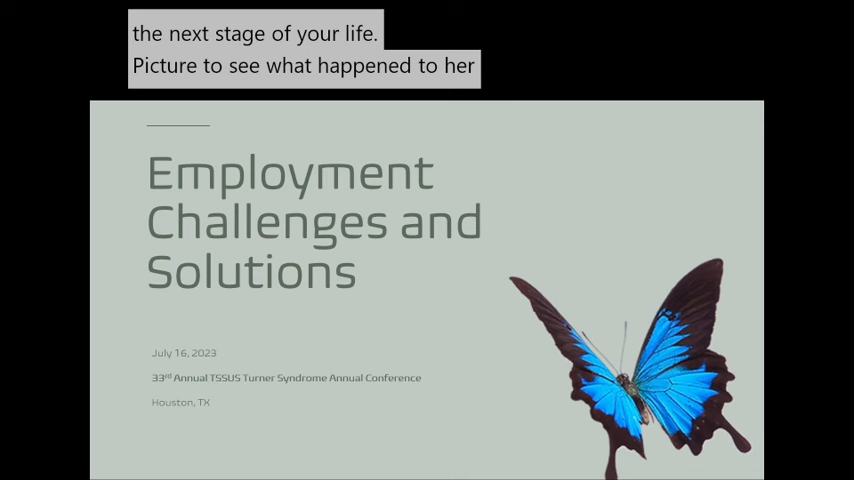 the next stage of your life.
Picture to see what happened to her
Employment
Challenges and
Solutions
July 16, 2023
33rd Annual TSSUS Turner Syndrome Annual Conference
Houston, TX